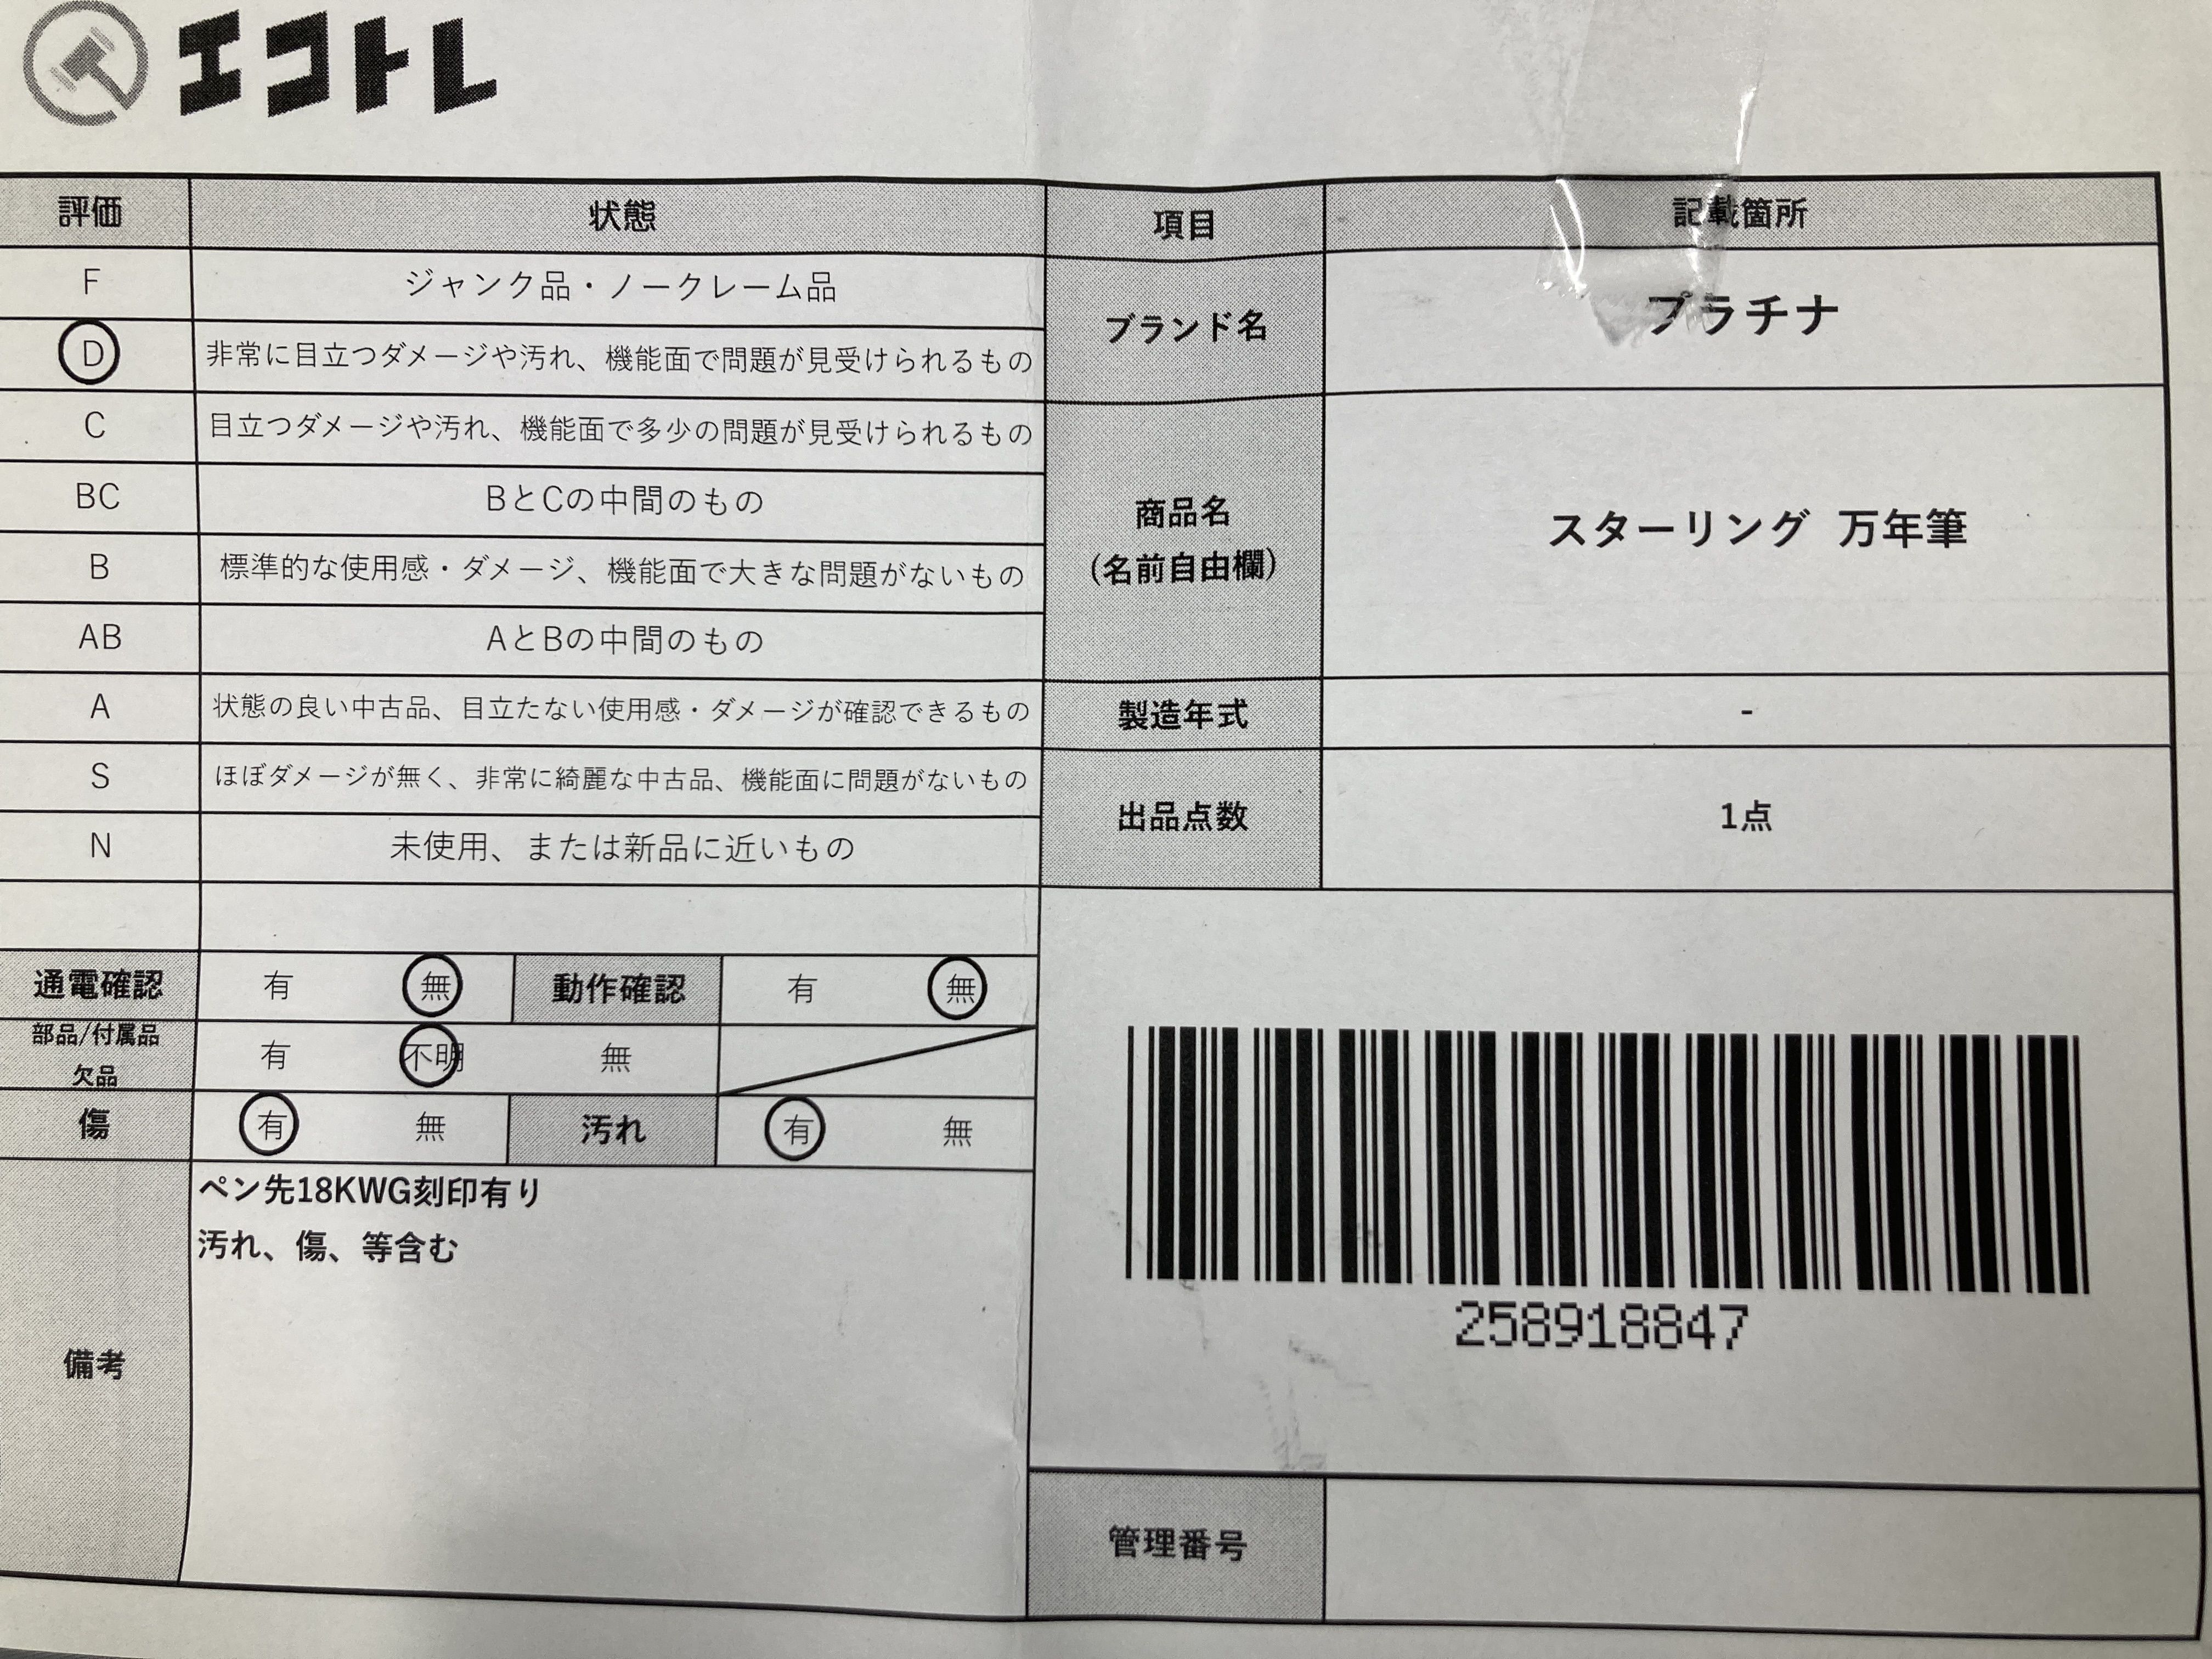 エコトレ
評価 状態
F ジャンク品・ノークレーム品
D 非常に目立つダメージや汚れ、機能面で問題が見受けられるもの
C 目立つダメージや汚れ、機能面で多少の問題が見受けられるもの
BC BとCの中間のもの
B 標準的な使用感・ダメージ、機能面で大きな問題がないもの
AB AとBの中間のもの
A 状態の良い中古品、目立たない使用感・ダメージが確認できるもの
S ほぼダメージが無く、非常に綺麗な中古品、機能面に問題がないもの
N 未使用、または新品に近いもの
通電確認 有 無 動作確認 有 無
部品/付属品
欠品 有 不明 無
傷 有 無 汚れ 有 無
備考
ペン先18KWG刻印有り
汚れ、傷、等含む
項目 記載箇所
ブランド名 プラチナ
商品名
(名前自由欄)
スターリング 万年筆
製造年式 -
出品点数 1点
258918847
管理番号